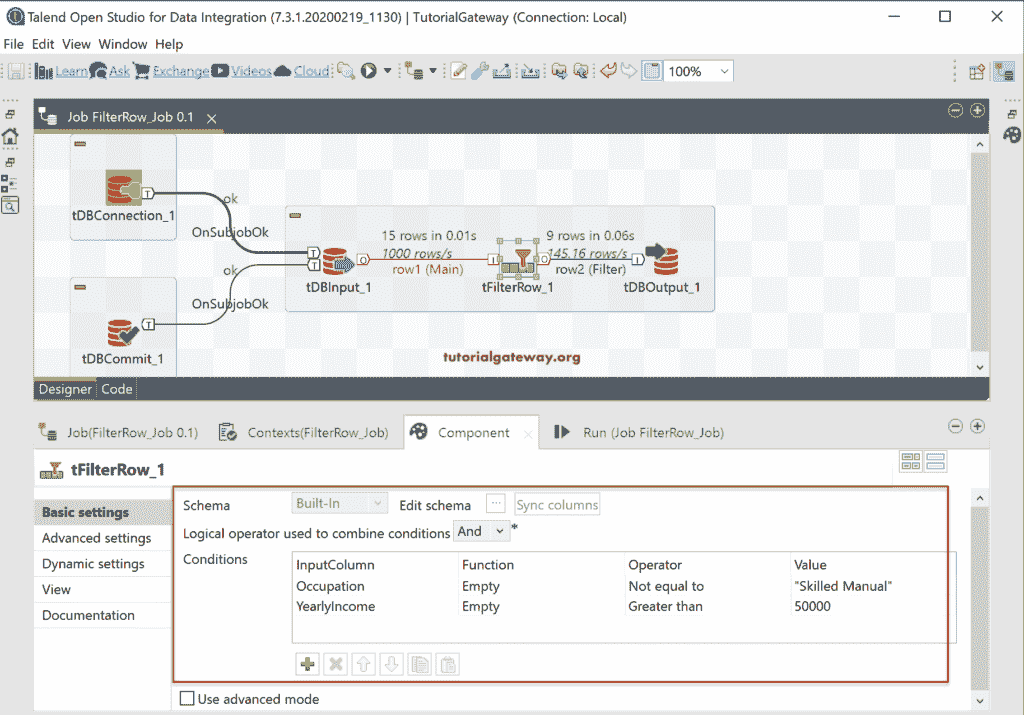 Talend Open Studio for Data Integration (7.3.1.20200219_1130) | TutorialGateway (Connection: Local)
File Edit View Window Help
Learn Ask Exchange Videos Cloud 100%
Job FilterRow_Job 0.1
T
tDBConnection_1
ok
OnSubjobOk
15 rows in 0.01s 9 rows in 0.06s
1000 rows/s 145.16 rows/s
row1 (Main) row2 (Filter)
T T O I O I
tDBInput_1 tFilterRow_1 tDBOutput_1
ok
OnSubjobOk
T
tDBCommit_1
tutorialgateway.org
Designer Code
Job(FilterRow_Job 0.1) Contexts(FilterRow_Job) Component Run (Job FilterRow_Job)
tFilterRow_1
Basic settings
Advanced settings
Dynamic settings
View
Documentation
Schema Built-In Edit schema ... Sync columns
Logical operator used to combine conditions And *
Conditions
InputColumn Function Operator Value
Occupation Empty Not equal to "Skilled Manual"
YearlyIncome Empty Greater than 50000
Use advanced mode